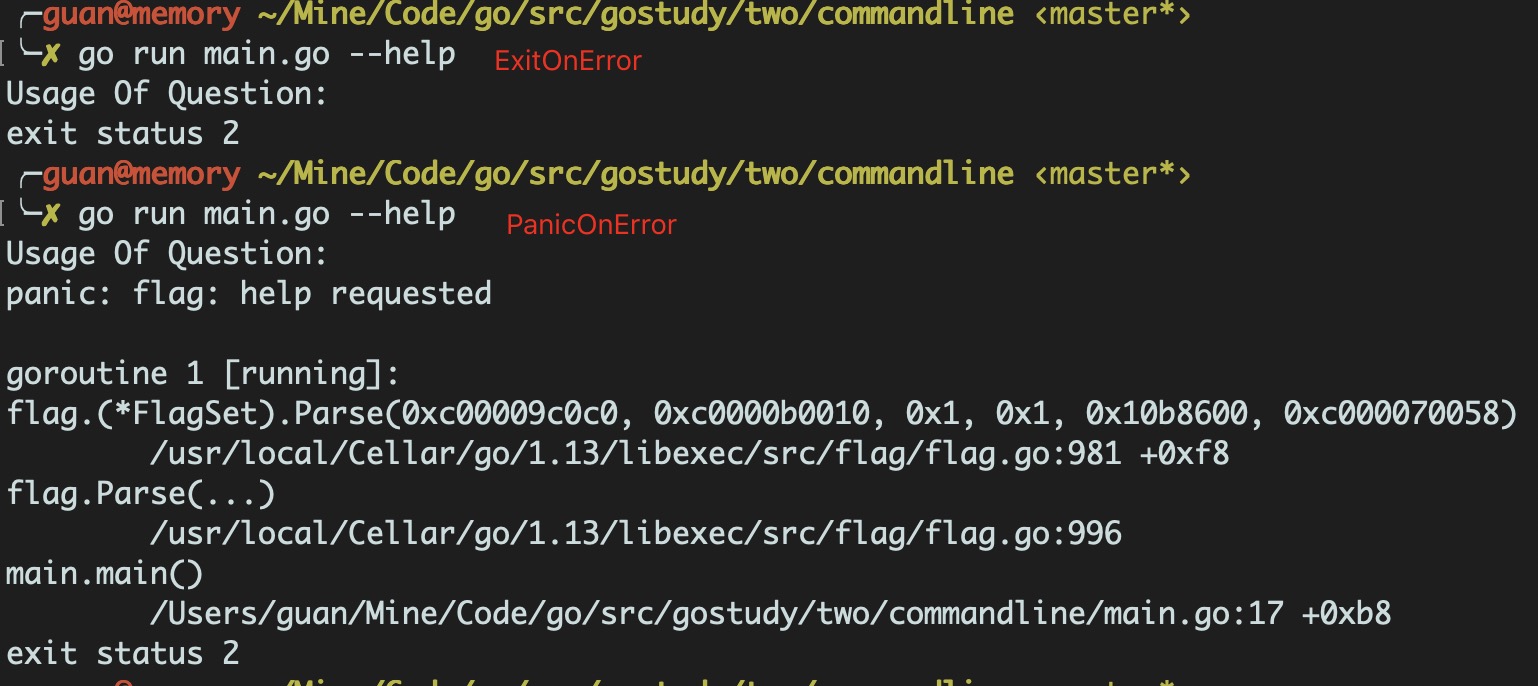 ╭─guan@memory ~/Mine/Code/go/src/gostudy/two/commandline ‹master*›
╰─✗ go run main.go --help ExitOnError
Usage Of Question:
exit status 2
╭─guan@memory ~/Mine/Code/go/src/gostudy/two/commandline ‹master*›
╰─✗ go run main.go --help PanicOnError
Usage Of Question:
panic: flag: help requested
goroutine 1 [running]:
flag.(*FlagSet).Parse(0xc00009c0c0, 0xc0000b0010, 0x1, 0x1, 0x10b8600, 0xc000070058)
/usr/local/Cellar/go/1.13/libexec/src/flag/flag.go:981 +0xf8
flag.Parse(...)
/usr/local/Cellar/go/1.13/libexec/src/flag/flag.go:996
main.main()
/Users/guan/Mine/Code/go/src/gostudy/two/commandline/main.go:17 +0xb8
exit status 2